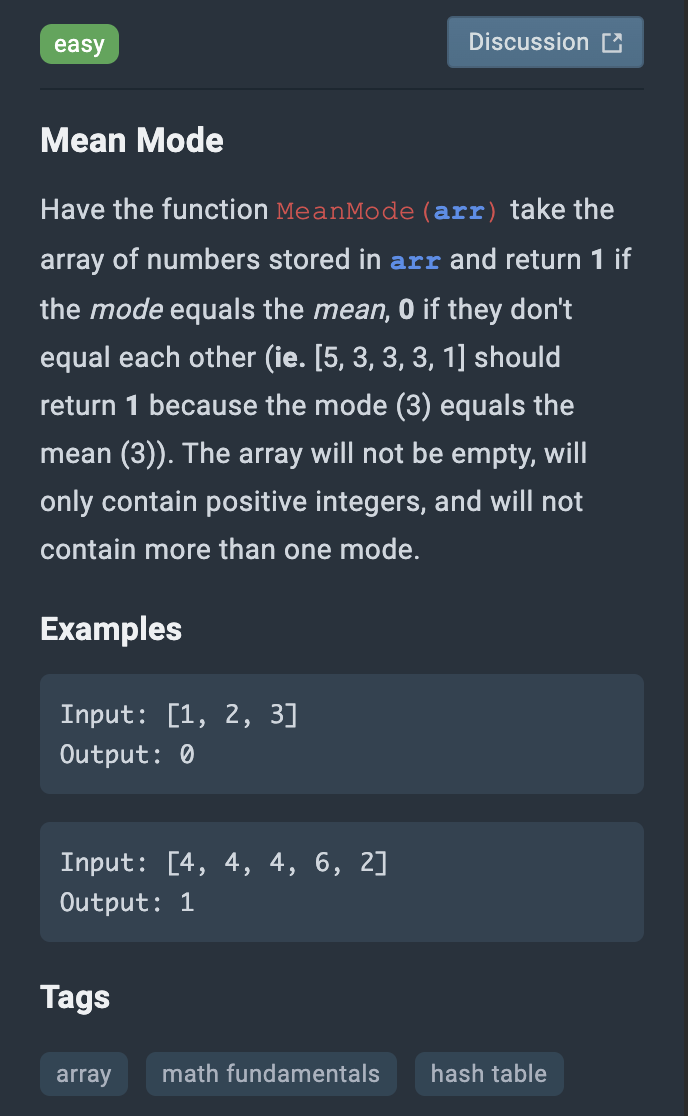 easy
Discussion
Mean Mode
Have the function MeanMode(arr) take the
array of numbers stored in arr and return 1 if
the mode equals the mean, 0 if they don't
equal each other (ie. [5, 3, 3, 3, 1] should
return 1 because the mode (3) equals the
mean (3)). The array will not be empty, will
only contain positive integers, and will not
contain more than one mode.
Examples
Input: [1, 2, 3]
Output: 0
Input: [4, 4, 4, 6, 2]
Output: 1
Tags
array
math fundamentals
hash table